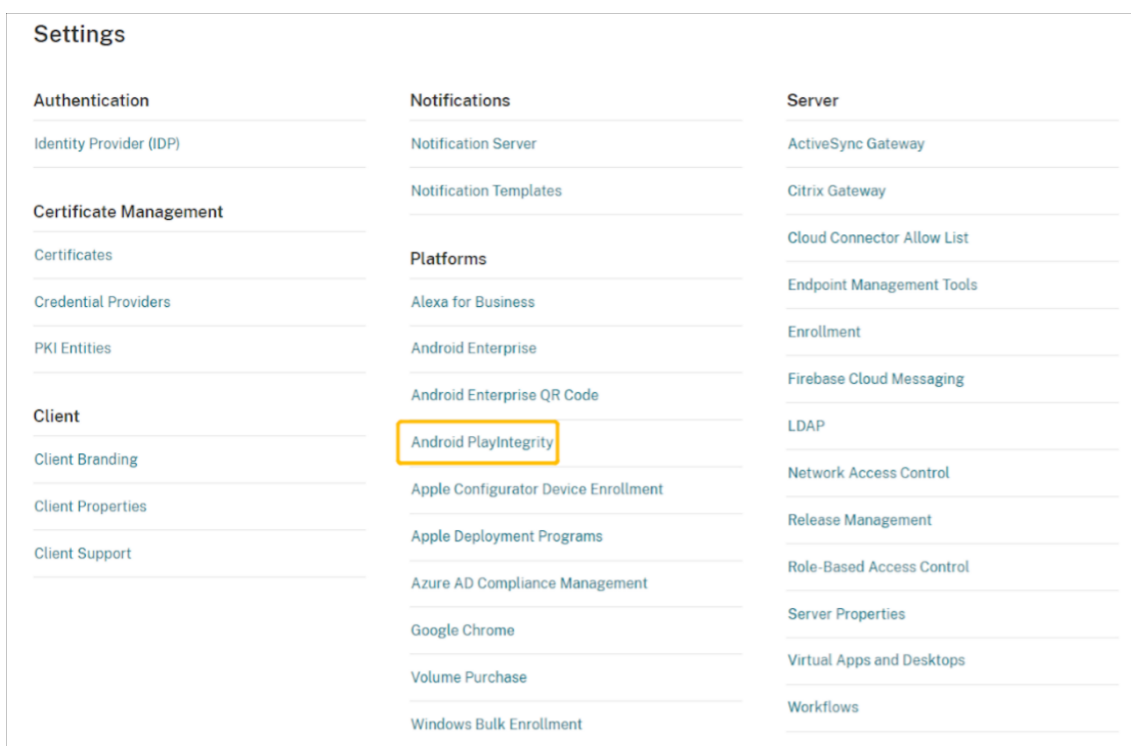 Settings
Authentication
Identity Provider (IDP)
Certificate Management
Certificates
Credential Providers
PKI Entities
Client
Client Branding
Client Properties
Client Support
Notifications
Notification Server
Notification Templates
Platforms
Alexa for Business
Android Enterprise
Android Enterprise QR Code
Android PlayIntegrity
Apple Configurator Device Enrollment
Apple Deployment Programs
Azure AD Compliance Management
Google Chrome
Volume Purchase
Windows Bulk Enrollment
Server
ActiveSync Gateway
Citrix Gateway
Cloud Connector Allow List
Endpoint Management Tools
Enrollment
Firebase Cloud Messaging
LDAP
Network Access Control
Release Management
Role-Based Access Control
Server Properties
Virtual Apps and Desktops
Workflows